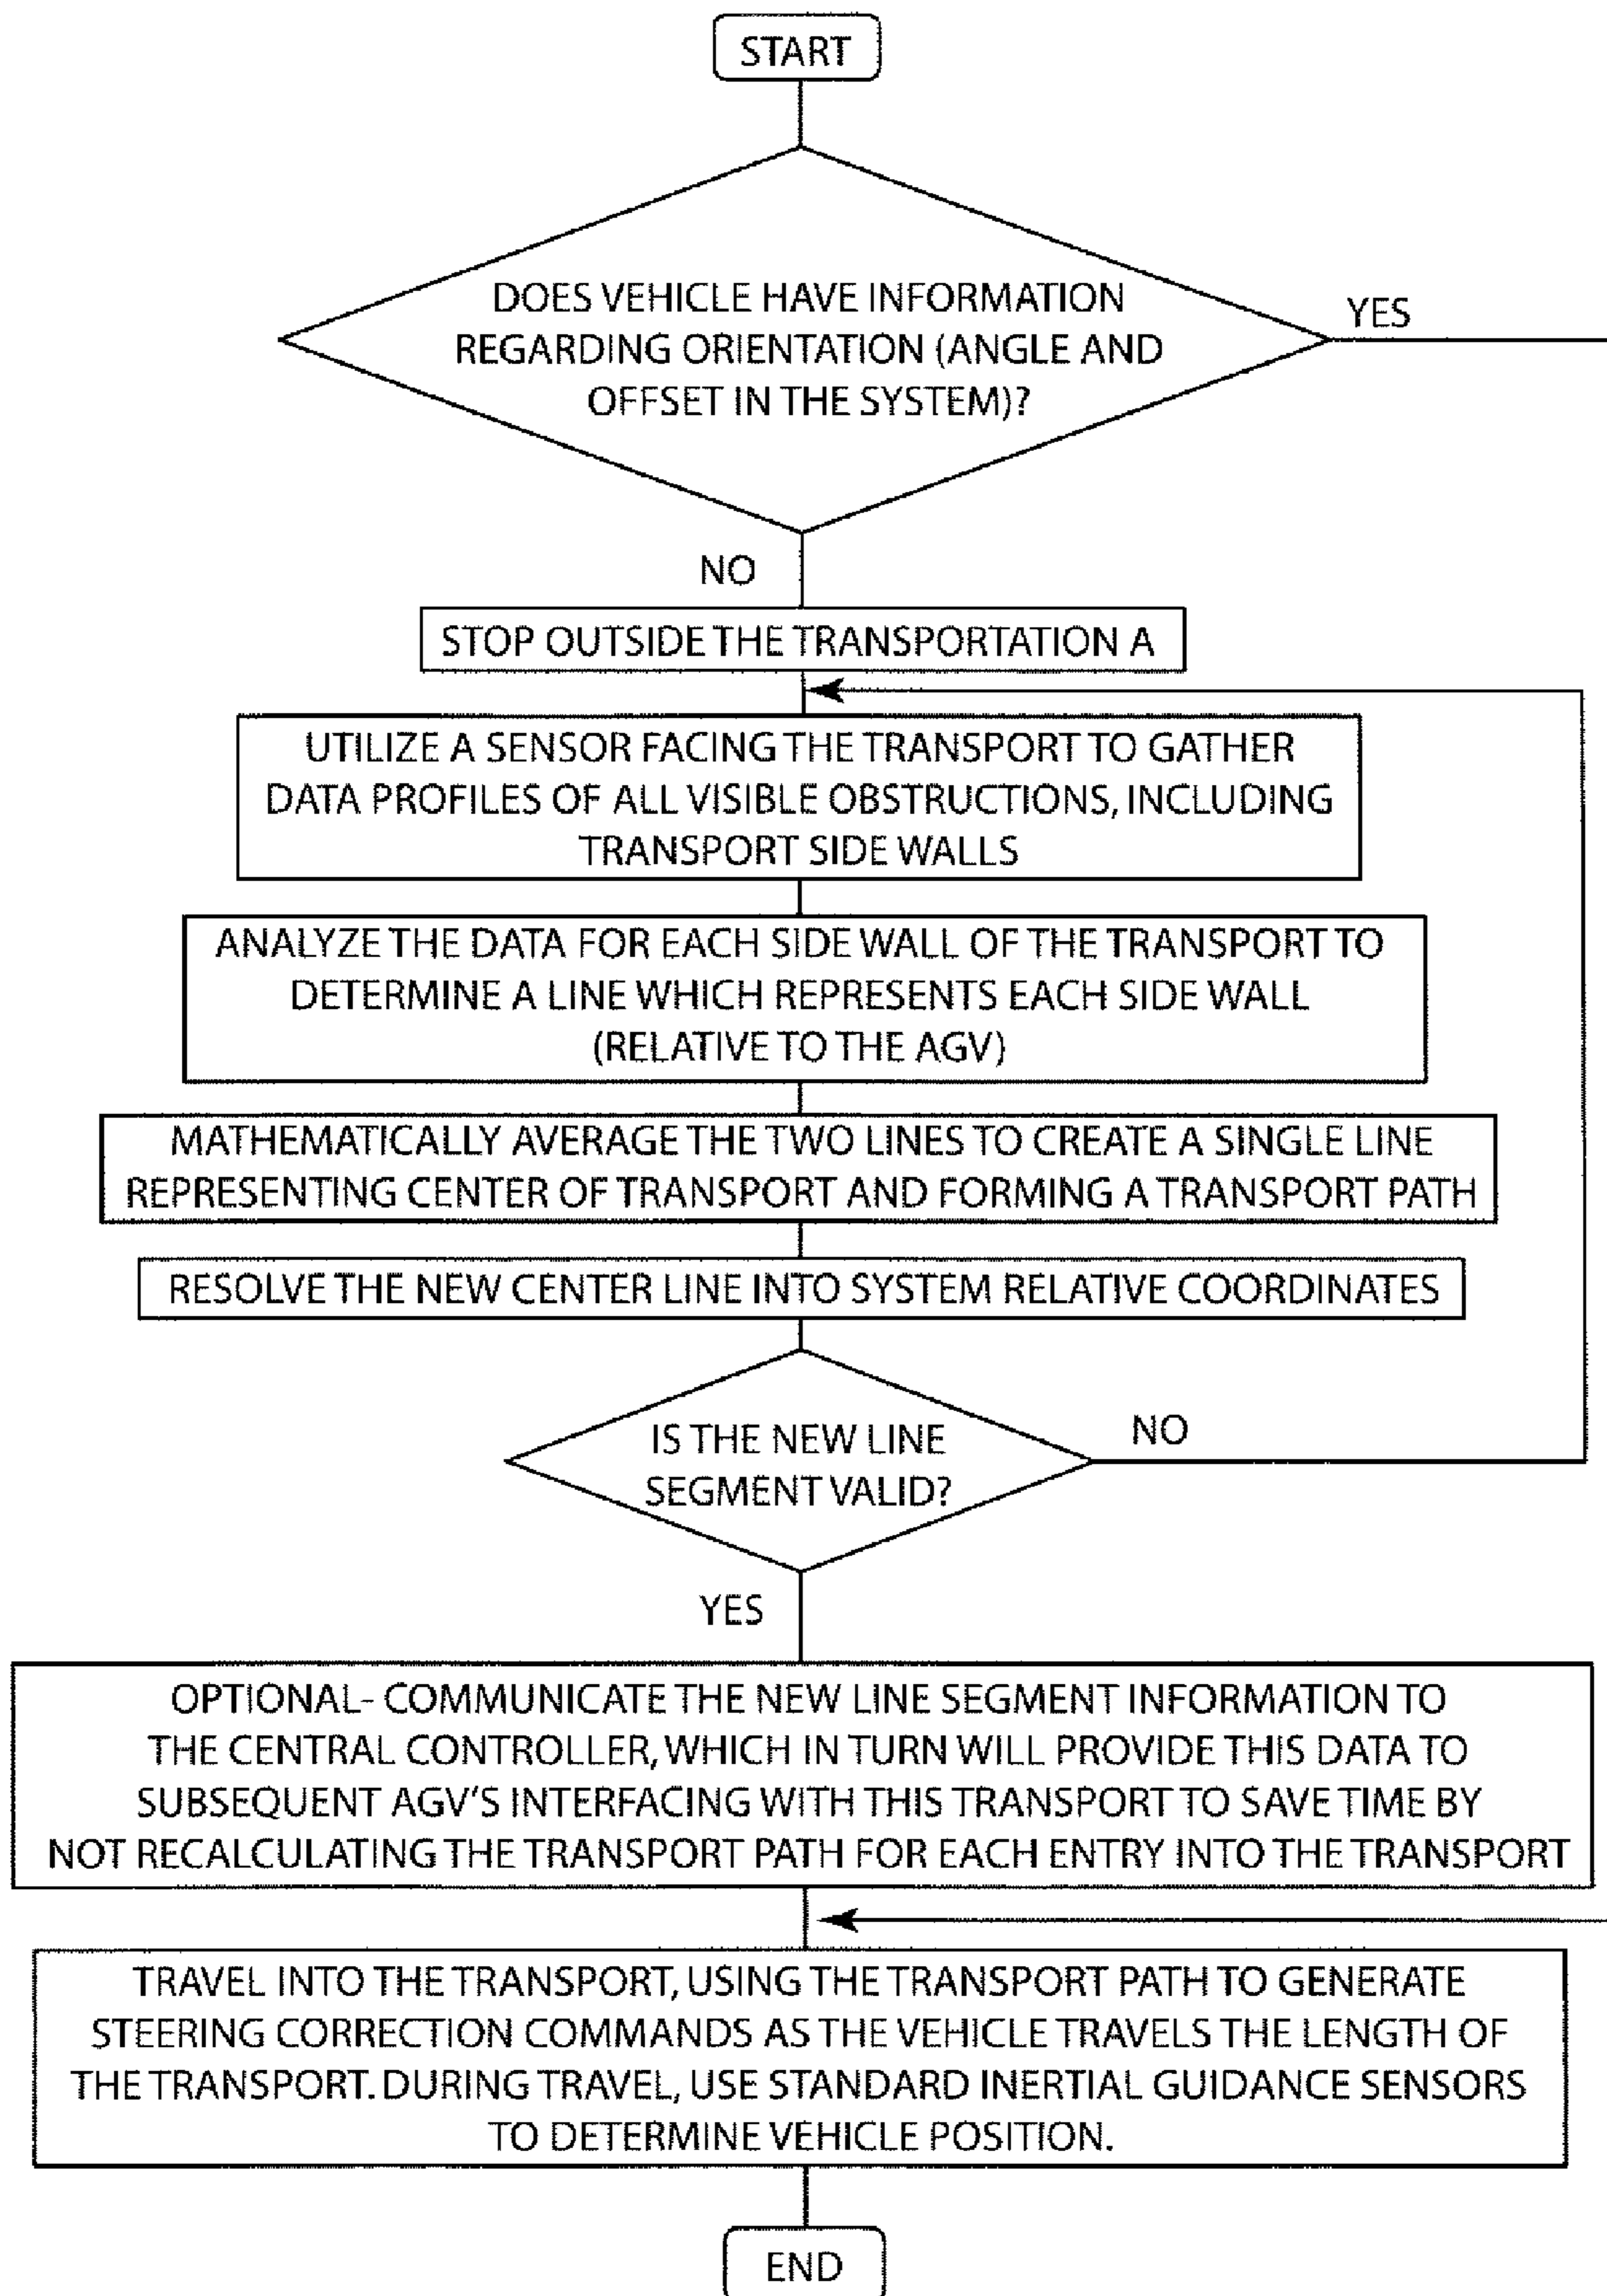 START
DOES VEHICLE HAVE INFORMATION
REGARDING ORIENTATION (ANGLE AND
OFFSET IN THE SYSTEM)?
YES
NO
STOP OUTSIDE THE TRANSPORTATION A
UTILIZE A SENSOR FACING THE TRANSPORT TO GATHER
DATA PROFILES OF ALL VISIBLE OBSTRUCTIONS, INCLUDING
TRANSPORT SIDE WALLS
ANALYZE THE DATA FOR EACH SIDE WALL OF THE TRANSPORT TO
DETERMINE A LINE WHICH REPRESENTS EACH SIDE WALL
(RELATIVE TO THE AGV)
MATHEMATICALLY AVERAGE THE TWO LINES TO CREATE A SINGLE LINE
REPRESENTING CENTER OF TRANSPORT AND FORMING A TRANSPORT PATH
RESOLVE THE NEW CENTER LINE INTO SYSTEM RELATIVE COORDINATES
IS THE NEW LINE
SEGMENT VALID?
NO
YES
OPTIONAL- COMMUNICATE THE NEW LINE SEGMENT INFORMATION TO
THE CENTRAL CONTROLLER, WHICH IN TURN WILL PROVIDE THIS DATA TO
SUBSEQUENT AGV'S INTERFACING WITH THIS TRANSPORT TO SAVE TIME BY
NOT RECALCULATING THE TRANSPORT PATH FOR EACH ENTRY INTO THE TRANSPORT
TRAVEL INTO THE TRANSPORT, USING THE TRANSPORT PATH TO GENERATE
STEERING CORRECTION COMMANDS AS THE VEHICLE TRAVELS THE LENGTH OF
THE TRANSPORT. DURING TRAVEL, USE STANDARD INERTIAL GUIDANCE SENSORS
TO DETERMINE VEHICLE POSITION.
END